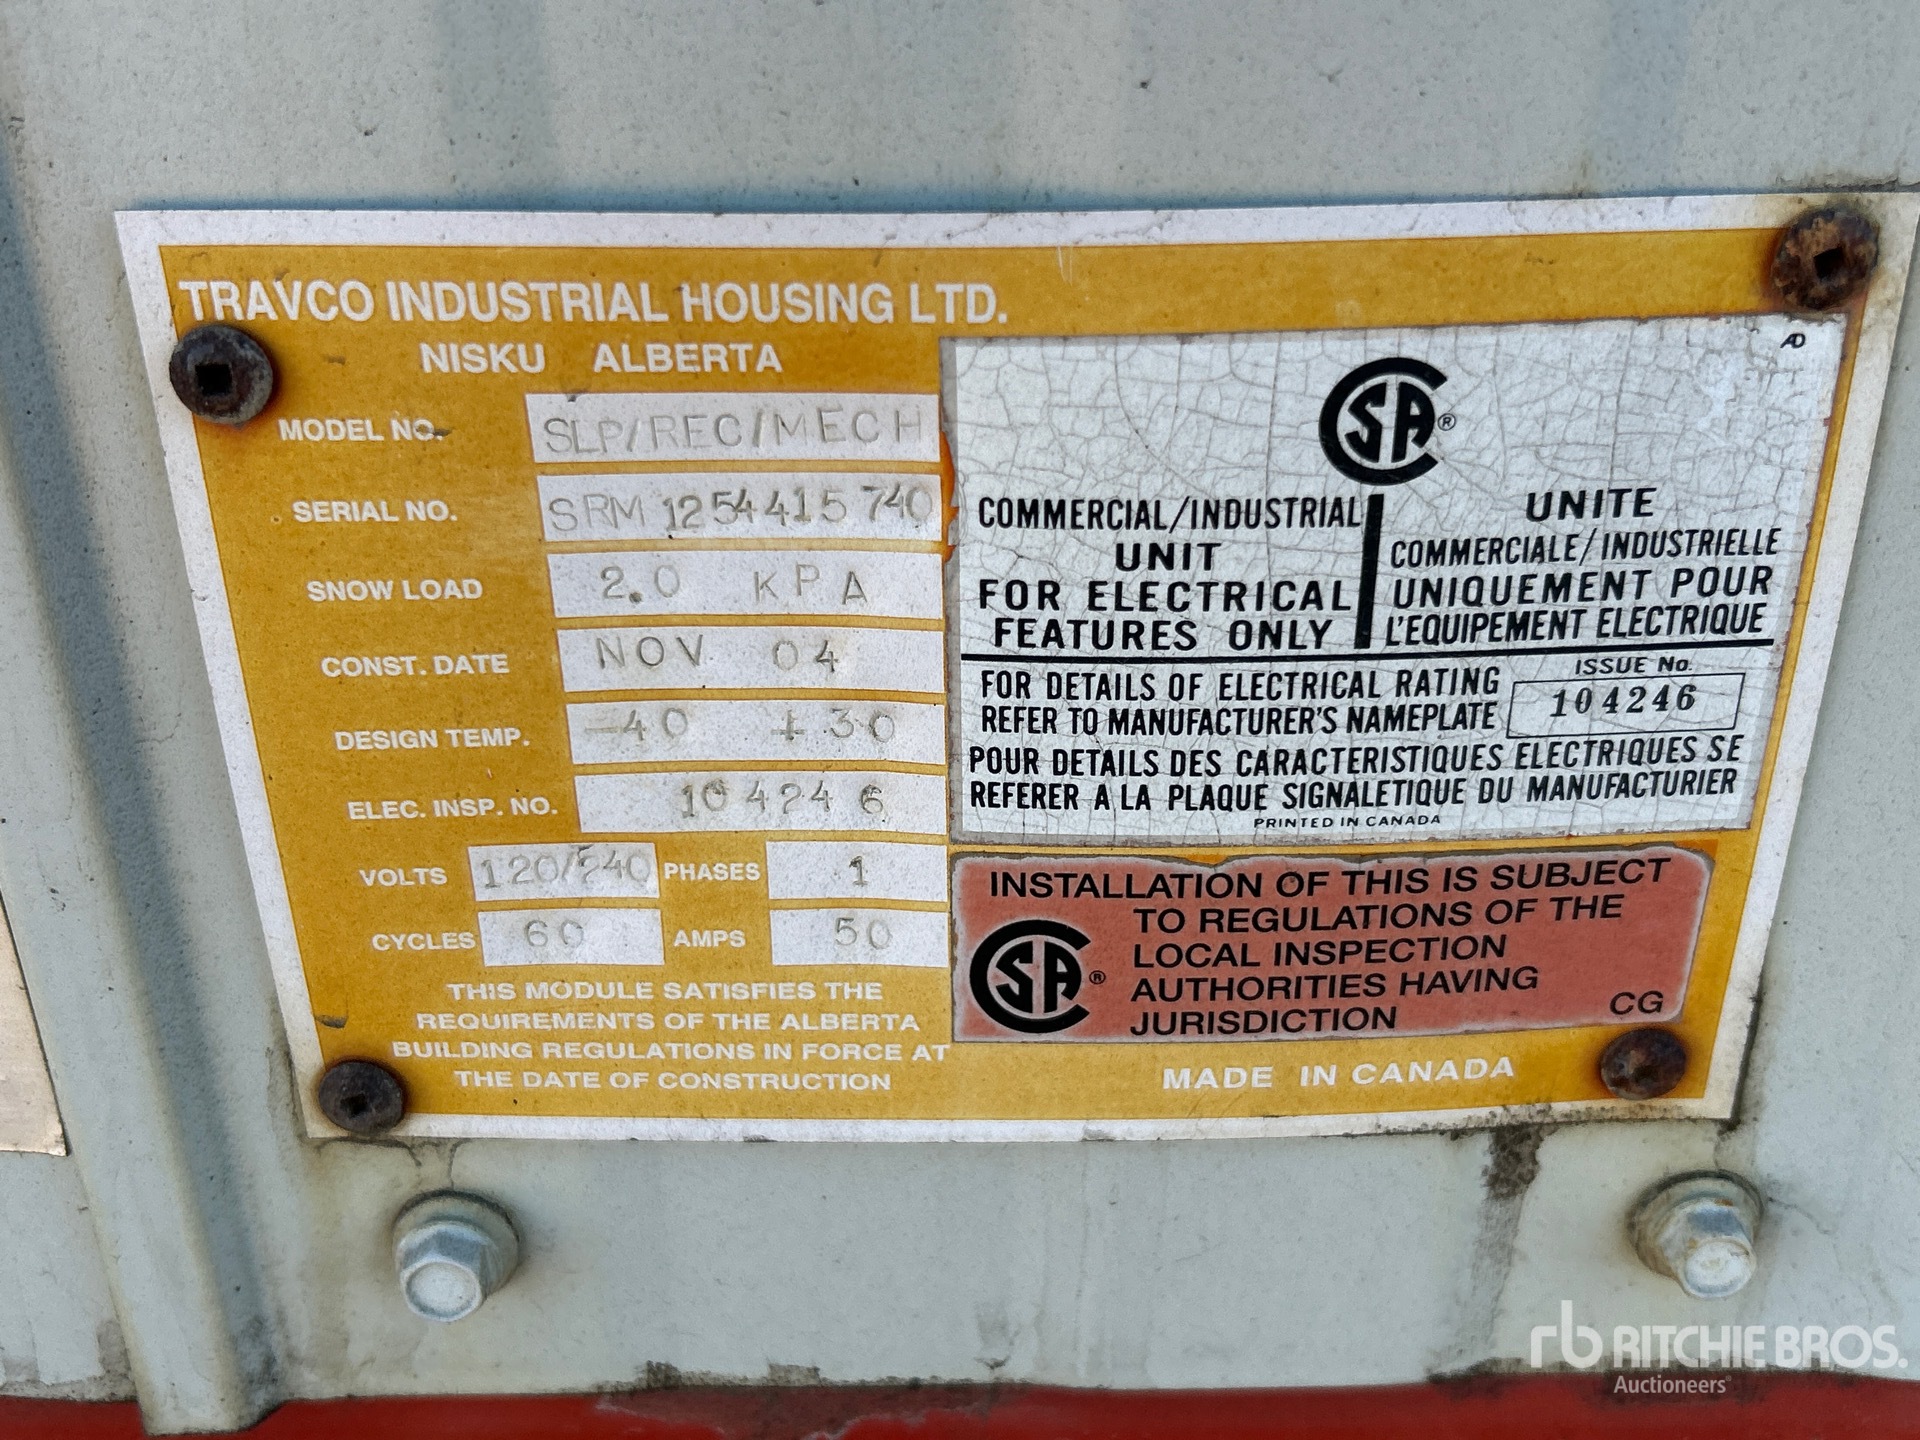 TRAVCO INDUSTRIAL HOUSING LTD.
NISKU ALBERTA
MODEL NO. SLP/REC/MECH
SERIAL NO. SRM 1254415740
SNOW LOAD 2.0 KPA
CONST. DATE NOV 04
DESIGN TEMP. -40 +30
ELEC. INSP. NO. 104246
VOLTS 120/240 PHASES 1
CYCLES 60 AMPS 50
THIS MODULE SATISFIES THE
REQUIREMENTS OF THE ALBERTA
BUILDING REGULATIONS IN FORCE AT
THE DATE OF CONSTRUCTION
AD
CSA ®
COMMERCIAL/INDUSTRIAL
UNIT
FOR ELECTRICAL
FEATURES ONLY
UNITE
COMMERCIALE/INDUSTRIELLE
UNIQUEMENT POUR
L'EQUIPEMENT ELECTRIQUE
FOR DETAILS OF ELECTRICAL RATING
REFER TO MANUFACTURER'S NAMEPLATE
ISSUE No.
104246
POUR DETAILS DES CARACTERISTIQUES ELECTRIQUES SE
REFERER A LA PLAQUE SIGNALETIQUE DU MANUFACTURIER
PRINTED IN CANADA
INSTALLATION OF THIS IS SUBJECT
TO REGULATIONS OF THE
LOCAL INSPECTION
AUTHORITIES HAVING
JURISDICTION
CSA ®
CG
MADE IN CANADA
rb RITCHIE BROS.
Auctioneers